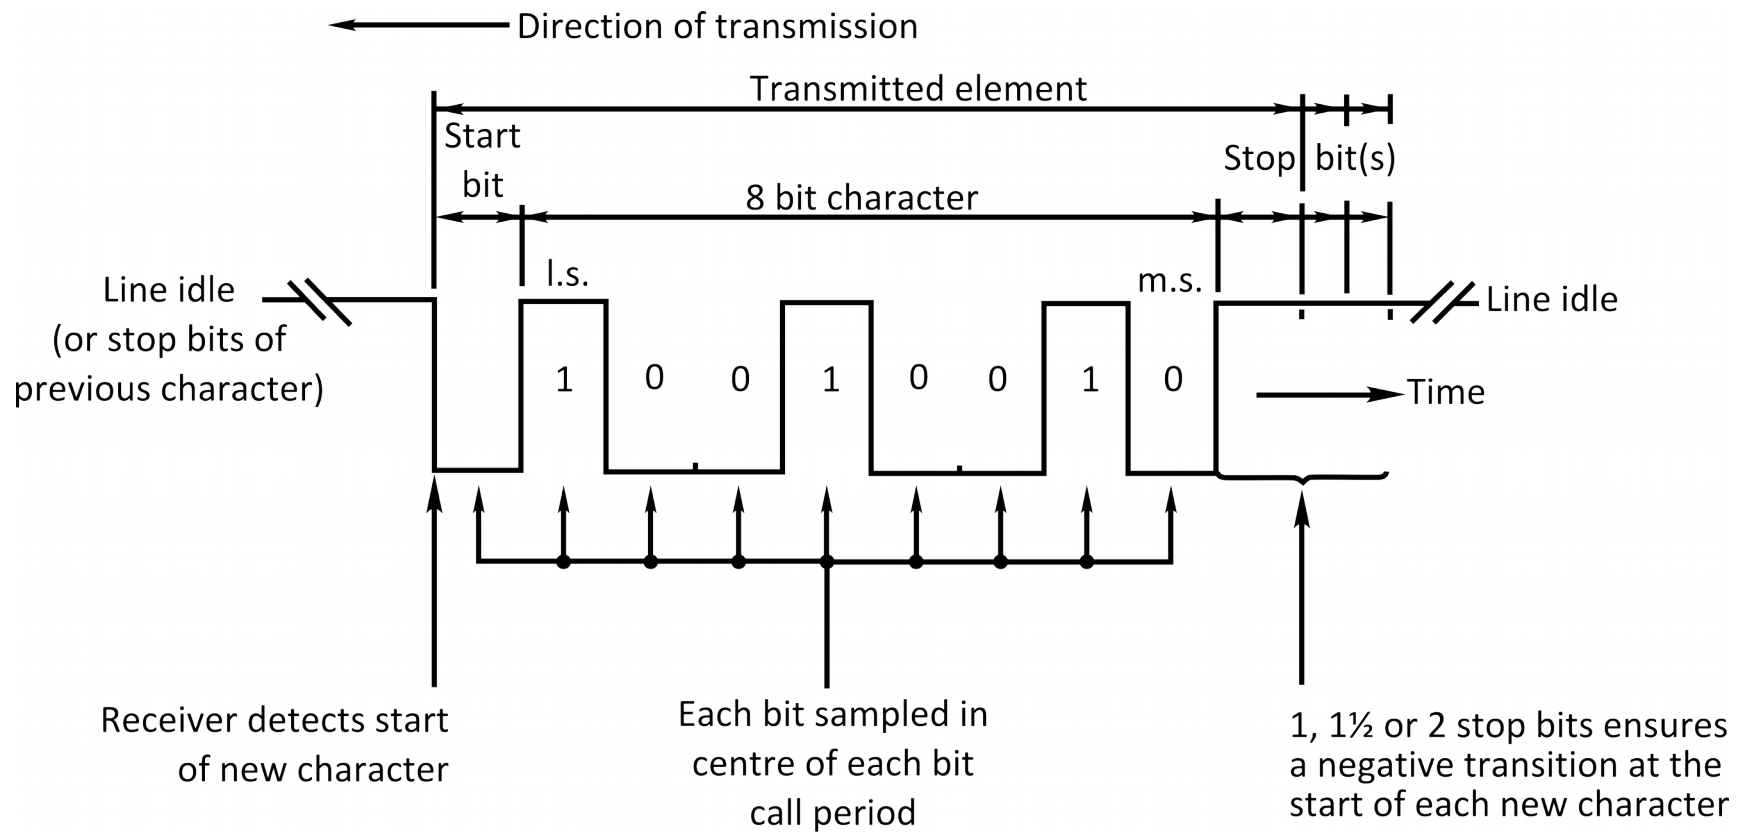 Direction of transmission
Transmitted element
Start
bit
Stop bit(s)
8 bit character
l.s.
m.s.
Line idle
(or stop bits of
previous character)
Line idle
1 0 0 1 0 0 1 0
Time
Receiver detects start
of new character
Each bit sampled in
centre of each bit
call period
1, 1½ or 2 stop bits ensures
a negative transition at the
start of each new character